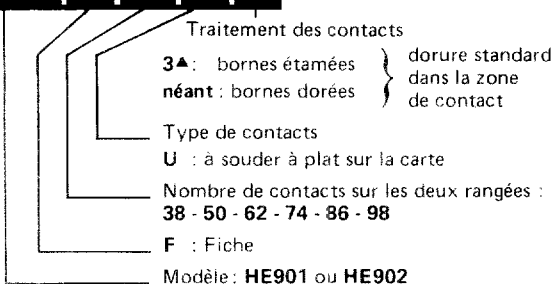 Traitement des contacts
3▲: bornes étamées
néant : bornes dorées
dorure standard
dans la zone
de contact
Type de contacts
U : à souder à plat sur la carte
Nombre de contacts sur les deux rangées :
38 - 50 - 62 - 74 - 86 - 98
F : Fiche
Modèle : HE901 ou HE902